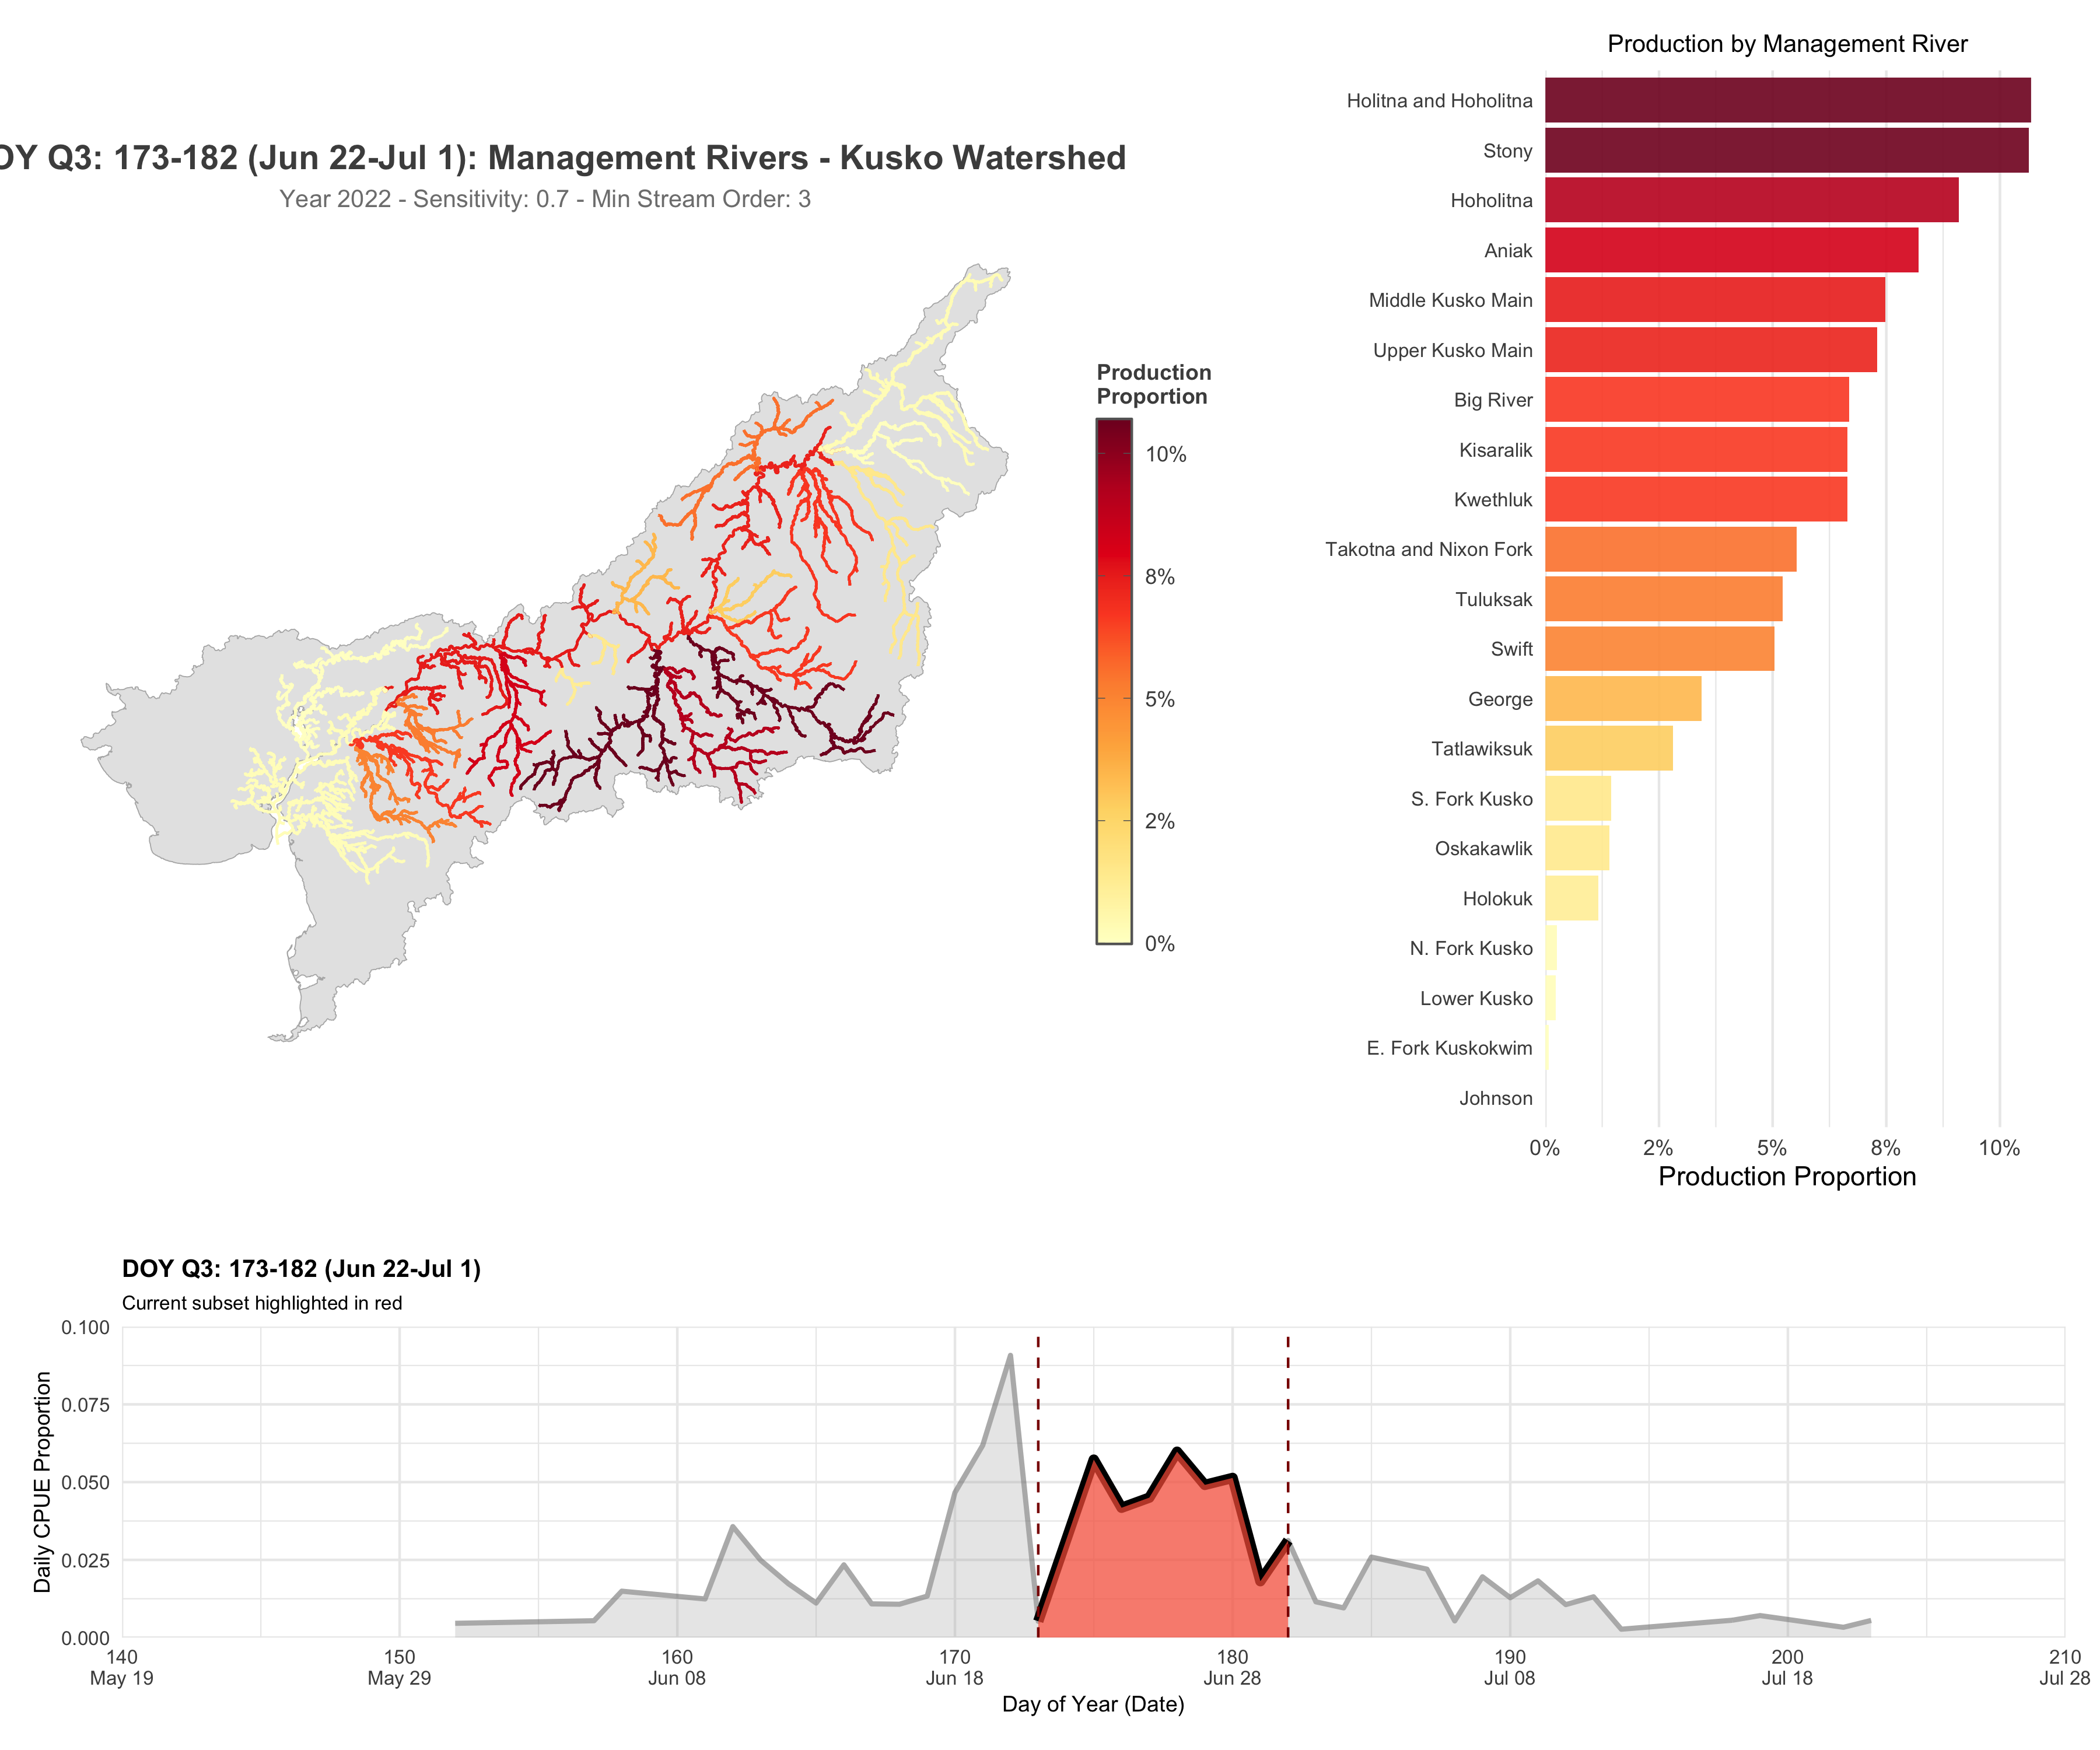 OY Q3: 173-182 (Jun 22-Jul 1): Management Rivers - Kusko Watershed
Year 2022 - Sensitivity: 0.7 - Min Stream Order: 3
Production
Proportion
10%
8%
5%
2%
0%
Production by Management River
Holitna and Hoholitna
Stony
Hoholitna
Aniak
Middle Kusko Main
Upper Kusko Main
Big River
Kisaralik
Kwethluk
Takotna and Nixon Fork
Tuluksak
Swift
George
Tatlawiksuk
S. Fork Kusko
Oskakawlik
Holokuk
N. Fork Kusko
Lower Kusko
E. Fork Kuskokwim
Johnson
0% 2% 5% 8% 10%
Production Proportion
DOY Q3: 173-182 (Jun 22-Jul 1)
Current subset highlighted in red
Daily CPUE Proportion
0.100
0.075
0.050
0.025
0.000
140 150 160 170 180 190 200 210
May 19 May 29 Jun 08 Jun 18 Jun 28 Jul 08 Jul 18 Jul 28
Day of Year (Date)